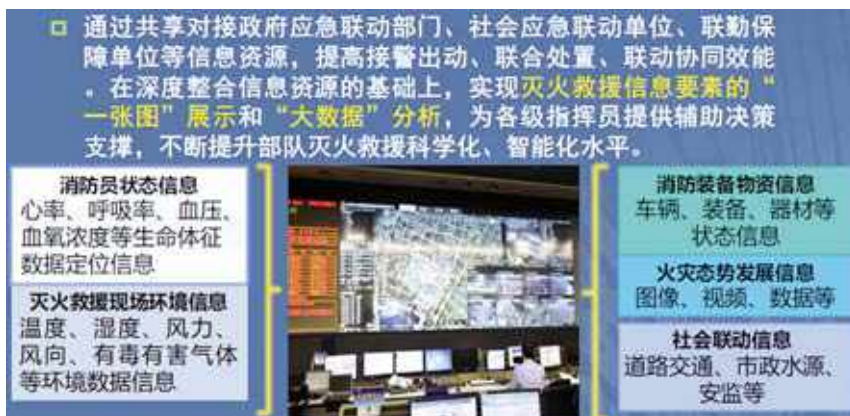 通过共享对接政府应急联动部门、社会应急联动单位、联勤保
障单位等信息资源，提高接警出动、联合处置、联动协同效能
。在深度整合信息资源的基础上，实现灭火救援信息要素的“
一张图”展示和“大数据”分析，为各级指挥员提供辅助决策
支撑，不断提升部队灭火救援科学化、智能化水平。
消防员状态信息
心率、呼吸率、血压、
血氧浓度等生命体征
数据定位信息
灭火救援现场环境信息
温度、湿度、风力、
风向、有毒有害气体
等环境数据信息
消防装备物资信息
车辆、装备、器材等
状态信息
火灾态势发展信息
图像、视频、数据等
社会联动信息
道路交通、市政水源、
安监等